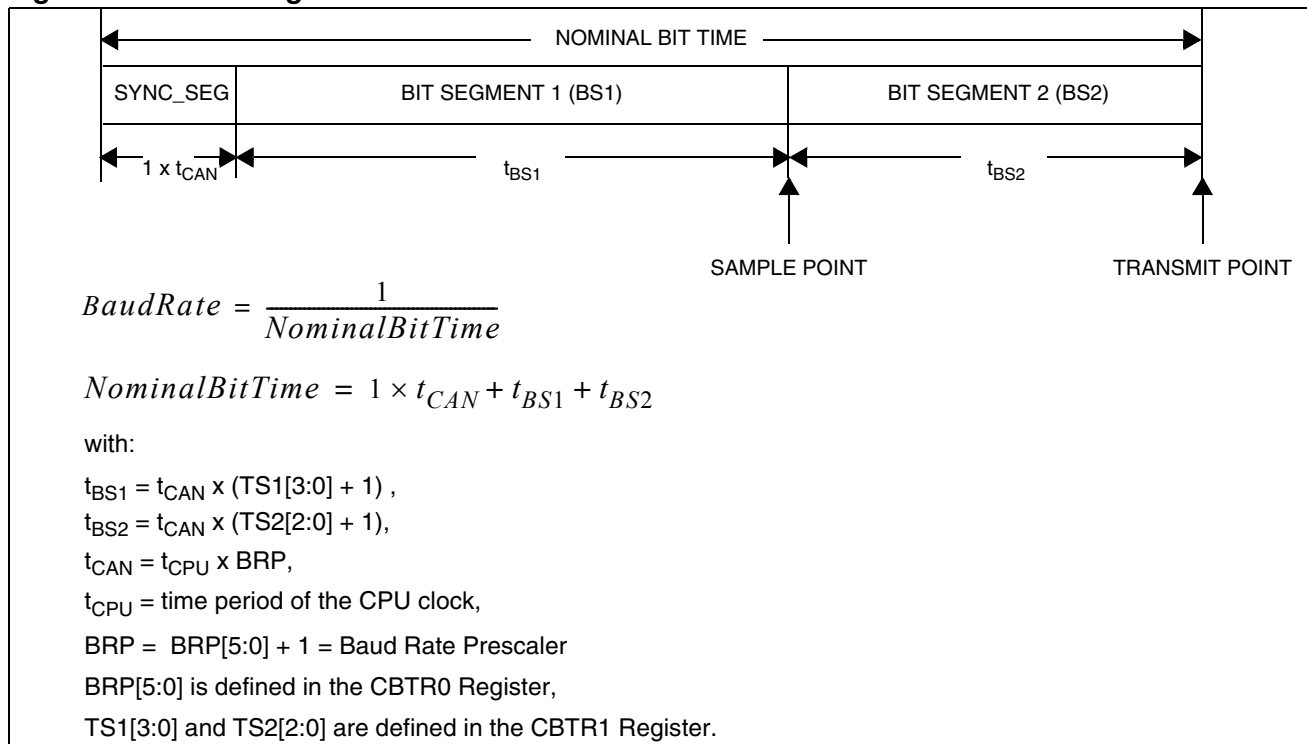 NOMINAL BIT TIME
SYNC_SEG BIT SEGMENT 1 (BS1) BIT SEGMENT 2 (BS2)
1 x tCAN tBS1 tBS2
SAMPLE POINT TRANSMIT POINT
BaudRate = 1 / NominalBitTime
NominalBitTime = 1 × tCAN + tBS1 + tBS2
with:
tBS1 = tCAN x (TS1[3:0] + 1) ,
tBS2 = tCAN x (TS2[2:0] + 1),
tCAN = tCPU x BRP,
tCPU = time period of the CPU clock,
BRP = BRP[5:0] + 1 = Baud Rate Prescaler
BRP[5:0] is defined in the CBTR0 Register,
TS1[3:0] and TS2[2:0] are defined in the CBTR1 Register.